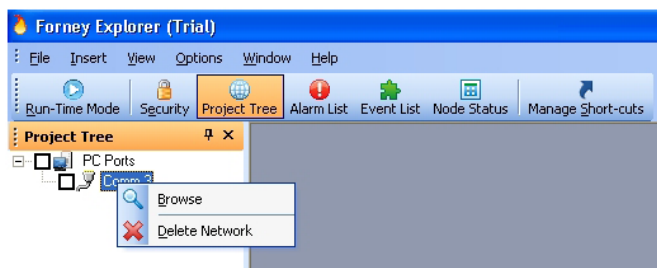 Forney Explorer (Trial)
File Insert View Options Window Help
Run-Time Mode Security Project Tree Alarm List Event List Node Status Manage Short-cuts
Project Tree
PC Ports
Comm 3
Browse
Delete Network